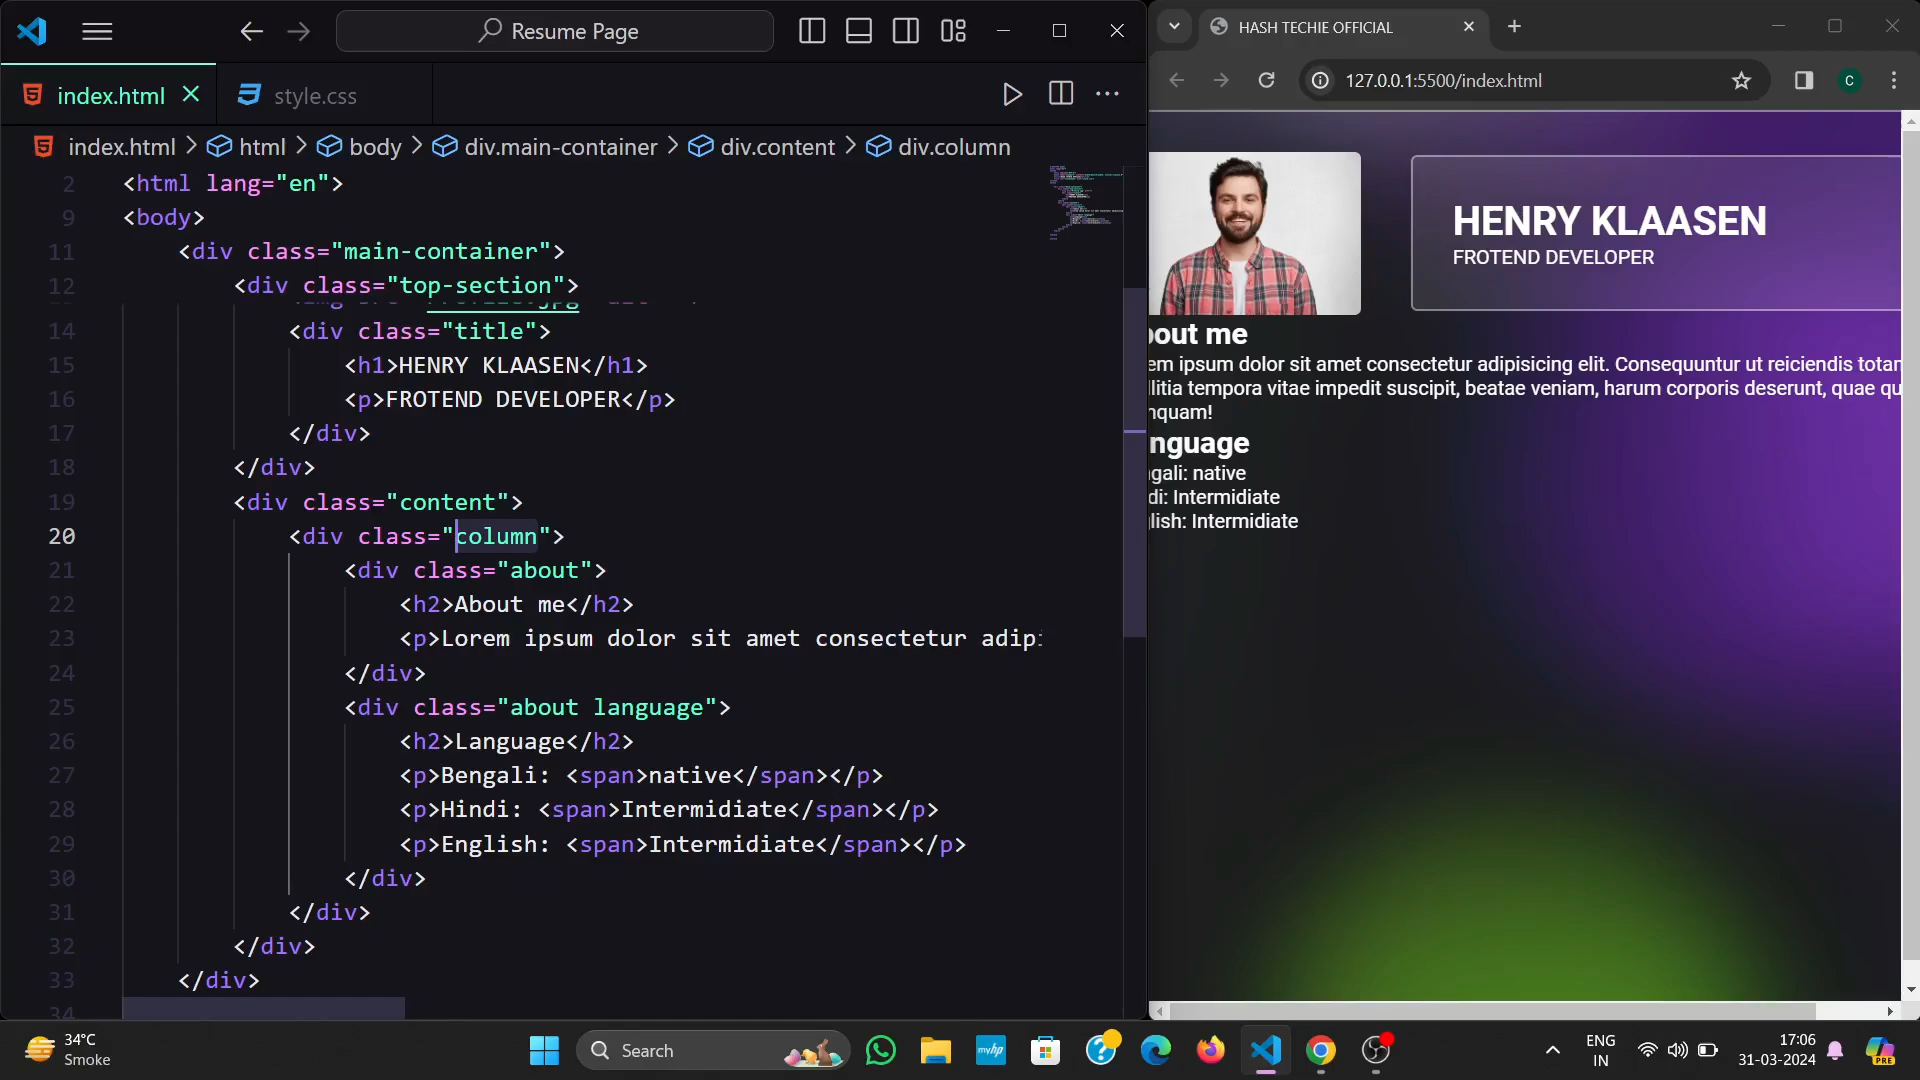 Resume Page
index.html
style.css
index.html > html > body > div.main-container > div.content > div.column
2 <html lang="en">
9 <body>
11 <div class="main-container">
12 <div class="top-section">
14 <div class="title">
15 <h1>HENRY KLAASEN</h1>
16 <p>FROTEND DEVELOPER</p>
17 </div>
18 </div>
19 <div class="content">
20 <div class="column">
21 <div class="about">
22 <h2>About me</h2>
23 <p>Lorem ipsum dolor sit amet consectetur adipi
24 </div>
25 <div class="about language">
26 <h2>Language</h2>
27 <p>Bengali: <span>native</span></p>
28 <p>Hindi: <span>Intermidiate</span></p>
29 <p>English: <span>Intermidiate</span></p>
30 </div>
31 </div>
32 </div>
33 </div>
34
HASH TECHIE OFFICIAL
127.0.0.1:5500/index.html
C
HENRY KLAASEN
FROTEND DEVELOPER
bout me
em ipsum dolor sit amet consectetur adipisicing elit. Consequuntur ut reiciendis totan
llitia tempora vitae impedit suscipit, beatae veniam, harum corporis deserunt, quae qu
nquam!
nguage
ngali: native
di: Intermidiate
glish: Intermidiate
34°C
Smoke
Search
myhp
ENG
IN
17:06
31-03-2024
PRE